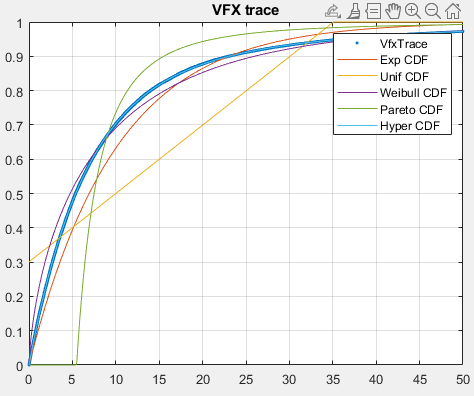 VFX trace
VfxTrace
Exp CDF
Unif CDF
Weibull CDF
Pareto CDF
Hyper CDF
1
0.9
0.8
0.7
0.6
0.5
0.4
0.3
0.2
0.1
0
0 5 10 15 20 25 30 35 40 45 50